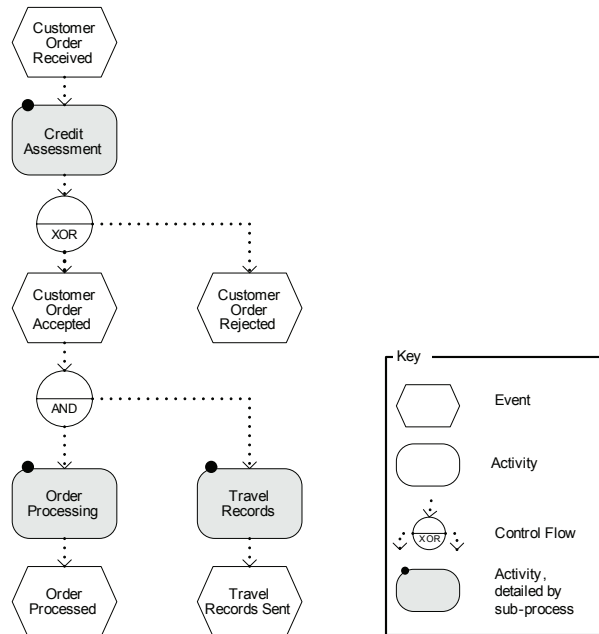 Customer
Order
Received
Credit
Assessment
XOR
Customer
Order
Accepted
Customer
Order
Rejected
AND
Order
Processing
Travel
Records
Order
Processed
Travel
Records Sent
Key
Event
Activity
XOR
Control Flow
Activity,
detailed by
sub-process